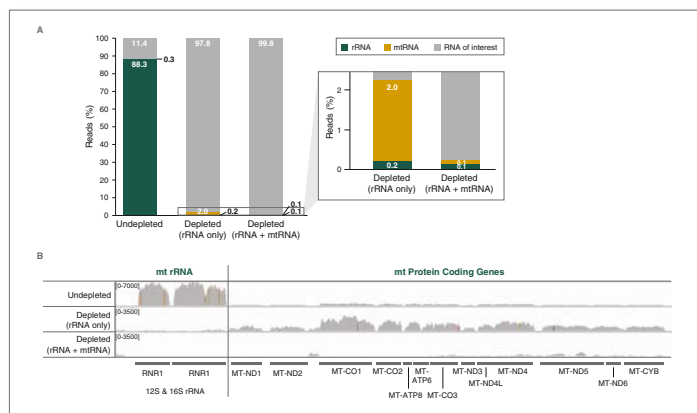 A
100
90
80
70
60
50
40
30
20
10
0
Reads (%)
11.4
88.3
0.3
97.8
2.0
0.2
99.8
0.1
0.1
Undepleted
Depleted
(rRNA only)
Depleted
(rRNA + mtRNA)
rRNA mtRNA RNA of interest
2
1
0
Reads (%)
2.0
0.2
0.1
0.1
Depleted
(rRNA only)
Depleted
(rRNA + mtRNA)
B
mt rRNA mt Protein Coding Genes
Undepleted
[0-7000]
Depleted
(rRNA only)
[0-3500]
Depleted
(rRNA + mtRNA)
[0-3500]
RNR1 RNR1 MT-ND1 MT-ND2 MT-CO1 MT-CO2 MT-
ATP6 MT-ND3 MT-ND4 MT-ND5 MT-CYB
MT-ND4L MT-ND6
12S & 16S rRNA MT-ATP8 MT-CO3